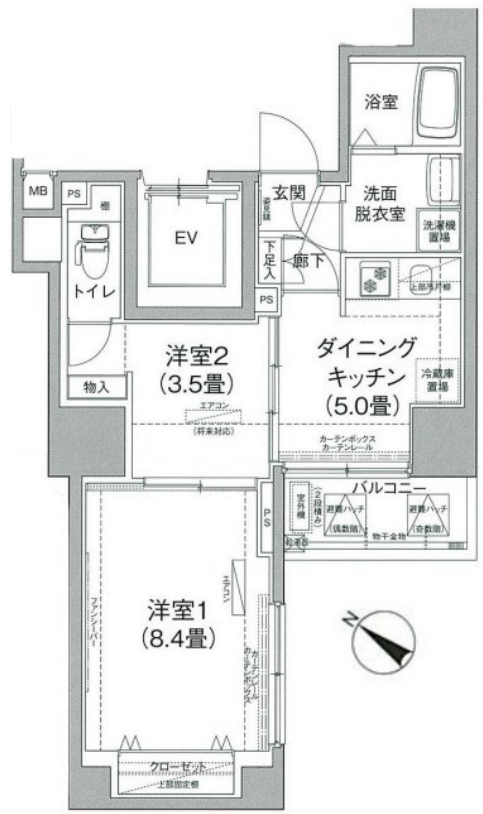 浴室
MB
PS
棚
EV
玄関
姿見鏡
洗面
脱衣室
洗濯機
置場
トイレ
下足入
廊下
PS
上部吊戸棚
物入
洋室2
(3.5畳)
エアコン
(将来対応)
ダイニング
キッチン
(5.0畳)
冷蔵庫
置場
カーテンボックス
カーテンレール
バルコニー
PS
室外機
(2段積み)
避難ハッチ
(偶数階)
避難ハッチ
(奇数階)
物干金物
洋室1
(8.4畳)
エアコン
カーテンレール
カーテンボックス
N
クローゼット
上部固定棚